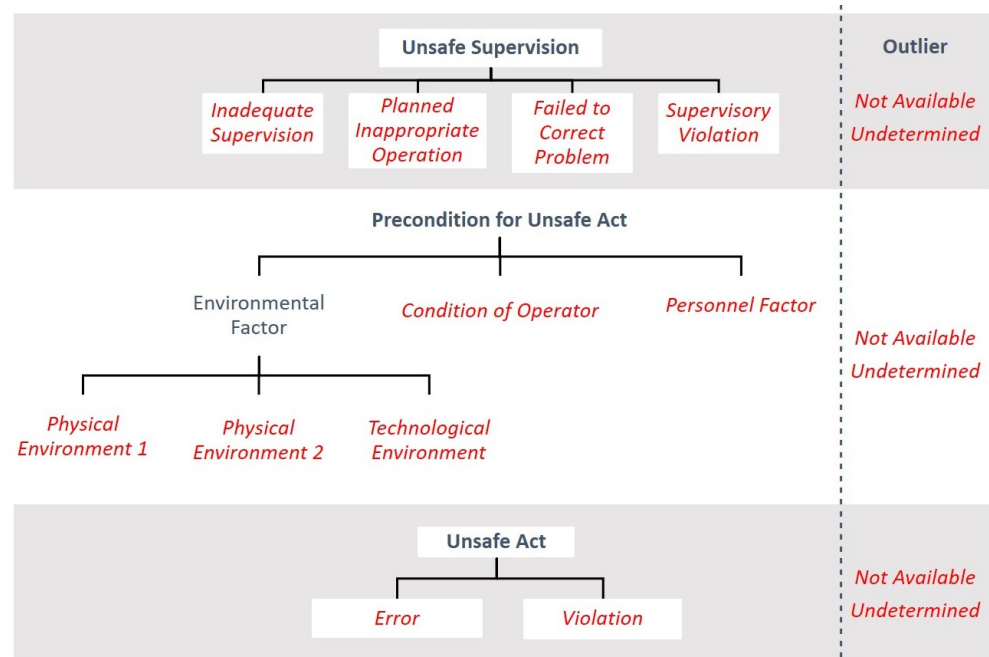 Unsafe Supervision
Outlier
Inadequate
Supervision
Planned
Inappropriate
Operation
Failed to
Correct
Problem
Supervisory
Violation
Not Available
Undetermined
Precondition for Unsafe Act
Environmental
Factor
Condition of Operator
Personnel Factor
Not Available
Undetermined
Physical
Environment 1
Physical
Environment 2
Technological
Environment
Unsafe Act
Error
Violation
Not Available
Undetermined